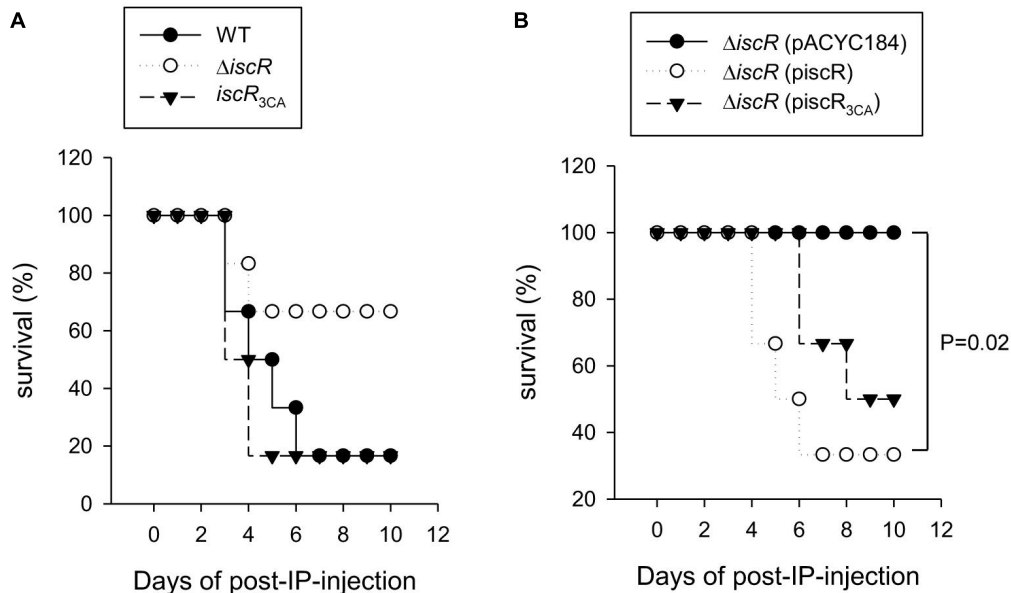 A
WT
ΔiscR
iscR3CA
120
100
80
60
40
20
0
survival (%)
0 2 4 6 8 10 12
Days of post-IP-injection
B
ΔiscR (pACYC184)
ΔiscR (piscR)
ΔiscR (piscR3CA)
120
100
80
60
40
20
survival (%)
P=0.02
0 2 4 6 8 10 12
Days of post-IP-injection